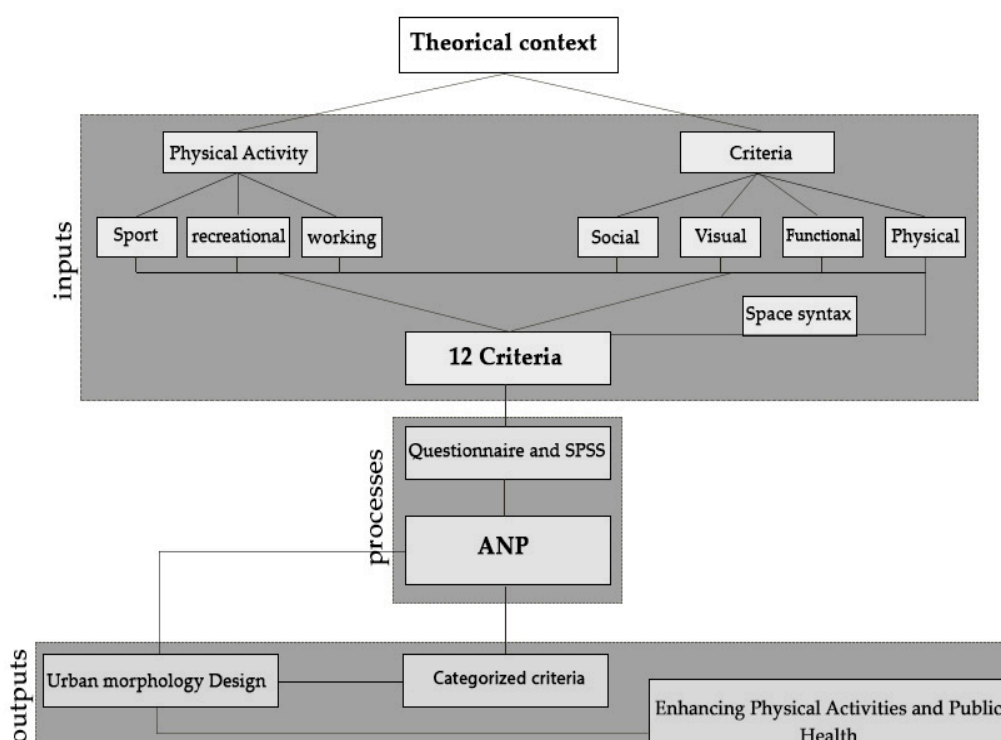 Theorical context
Physical Activity
Criteria
Sport
recreational
working
Social
Visual
Functional
Physical
inputs
Space syntax
12 Criteria
Questionnaire and SPSS
processes
ANP
outputs
Urban morphology Design
Categorized criteria
Enhancing Physical Activities and Public
Health